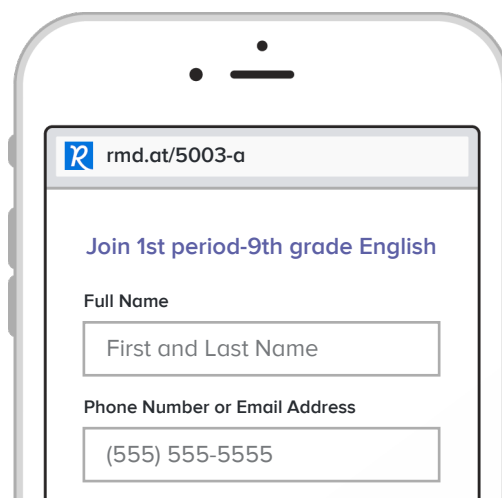 R rmd.at/5003-a
Join 1st period-9th grade English
Full Name
First and Last Name
Phone Number or Email Address
(555) 555-5555